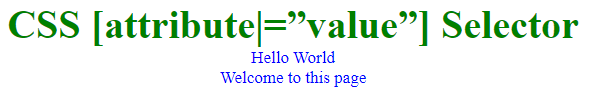 CSS [attribute|=”value”] Selector
Hello World
Welcome to this page